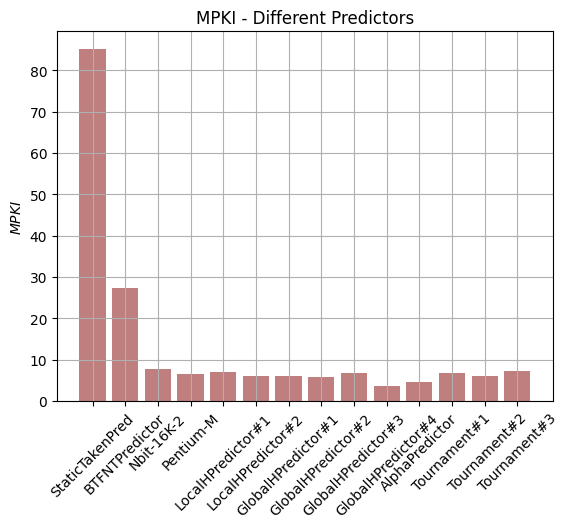 MPKI - Different Predictors
MPKI
80
70
60
50
40
30
20
10
0
StaticTakenPred
BTFNTPredictor
Nbit-16K-2
Pentium-M
LocalHPredictor#1
LocalHPredictor#2
GlobalHPredictor#1
GlobalHPredictor#2
GlobalHPredictor#3
GlobalHPredictor#4
AlphaPredictor
Tournament#1
Tournament#2
Tournament#3